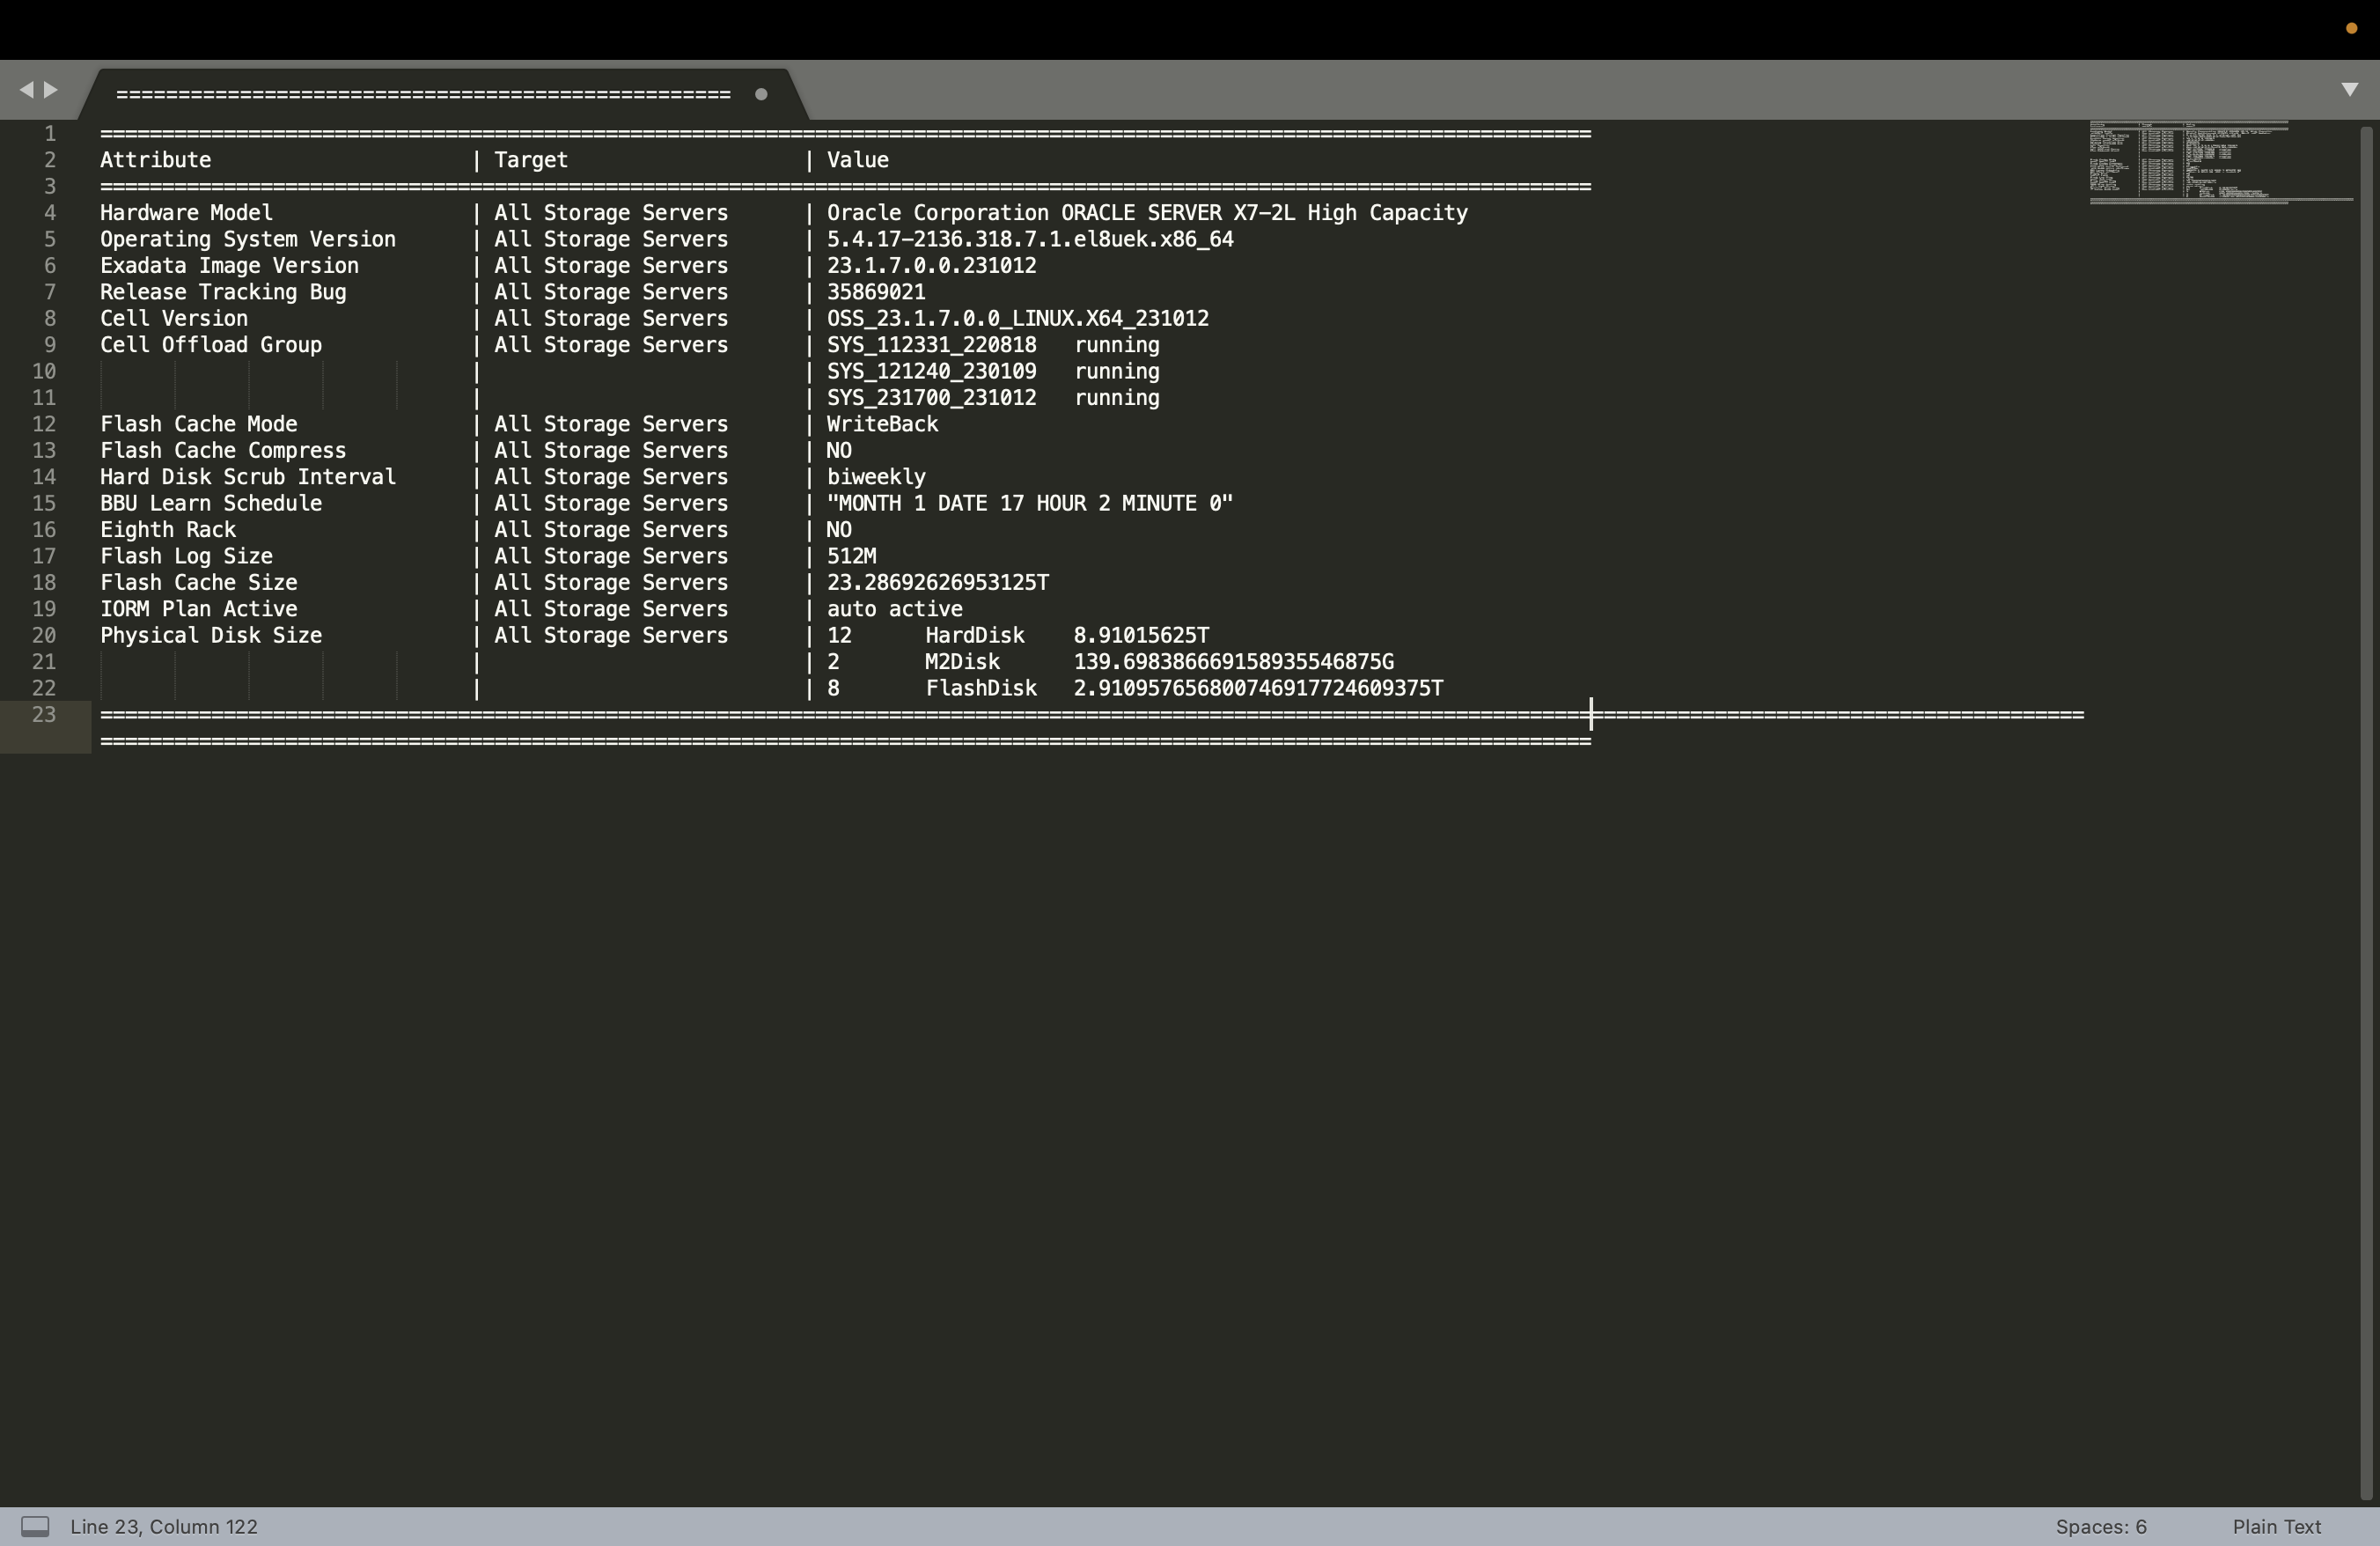 ==================================================
1 =========================================================================================================================
2 Attribute                     | Target                    | Value
3 =========================================================================================================================
4 Hardware Model                | All Storage Servers       | Oracle Corporation ORACLE SERVER X7-2L High Capacity
5 Operating System Version      | All Storage Servers       | 5.4.17-2136.318.7.1.el8uek.x86_64
6 Exadata Image Version         | All Storage Servers       | 23.1.7.0.0.231012
7 Release Tracking Bug          | All Storage Servers       | 35869021
8 Cell Version                  | All Storage Servers       | OSS_23.1.7.0.0_LINUX.X64_231012
9 Cell Offload Group            | All Storage Servers       | SYS_112331_220818   running
10                               |                           | SYS_121240_230109   running
11                               |                           | SYS_231700_231012   running
12 Flash Cache Mode              | All Storage Servers       | WriteBack
13 Flash Cache Compress          | All Storage Servers       | NO
14 Hard Disk Scrub Interval      | All Storage Servers       | biweekly
15 BBU Learn Schedule            | All Storage Servers       | "MONTH 1 DATE 17 HOUR 2 MINUTE 0"
16 Eighth Rack                   | All Storage Servers       | NO
17 Flash Log Size                | All Storage Servers       | 512M
18 Flash Cache Size              | All Storage Servers       | 23.28692626953125T
19 IORM Plan Active              | All Storage Servers       | auto active
20 Physical Disk Size            | All Storage Servers       | 12      HardDisk    8.91015625T
21                               |                           | 2       M2Disk      139.698386669158935546875G
22                               |                           | 8       FlashDisk   2.910957656800746917724609375T
23 =================================================================================================================================================================
=========================================================================================================================
Line 23, Column 122 Spaces: 6 Plain Text